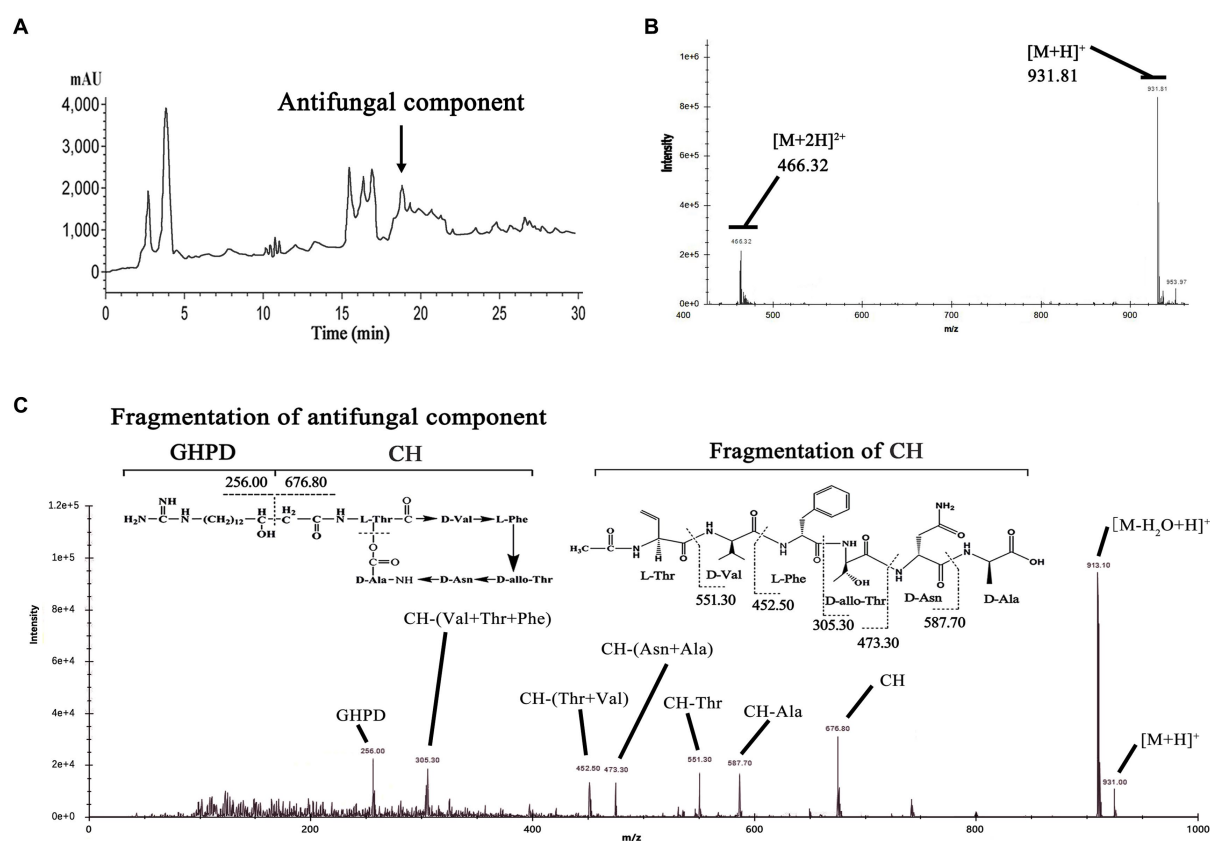 A
mAU
Antifungal component
4,000
3,000
2,000
1,000
0
0 5 10 15 20 25 30
Time (min)
B
[M+H]+
931.81
1e+6
931.81
8e+5
[M+2H]2+
466.32
6e+5
Intensity
4e+5
466.32
2e+5
953.97
0e+0
400 500 600 700 800 900
m/z
C
Fragmentation of antifungal component
GHPD CH
256.00 676.80
NH
H2N H N (CH2)12 H C OH H2 C C O H N L-Thr O C D-Val L-Phe
O
C=O
D-Ala NH D-Asn D-allo-Thr
Fragmentation of CH
H3C O N H H O H N O N H O NH O OH N H NH2 O O H N O OH
L-Thr D-Val L-Phe D-allo-Thr D-Asn D-Ala
551.30 452.50 305.30 473.30 587.70
1.2e+5
1e+5
8e+4
6e+4
4e+4
2e+4
0e+0
Intensity
[M-H2O+H]+
913.10
CH-(Val+Thr+Phe)
CH-(Asn+Ala)
CH
CH-(Thr+Val)
CH-Thr
CH-Ala
GHPD
[M+H]+
256.00
305.30
452.50
473.30
551.30
587.70
676.80
931.00
0 200 400 600 800 1000
m/z